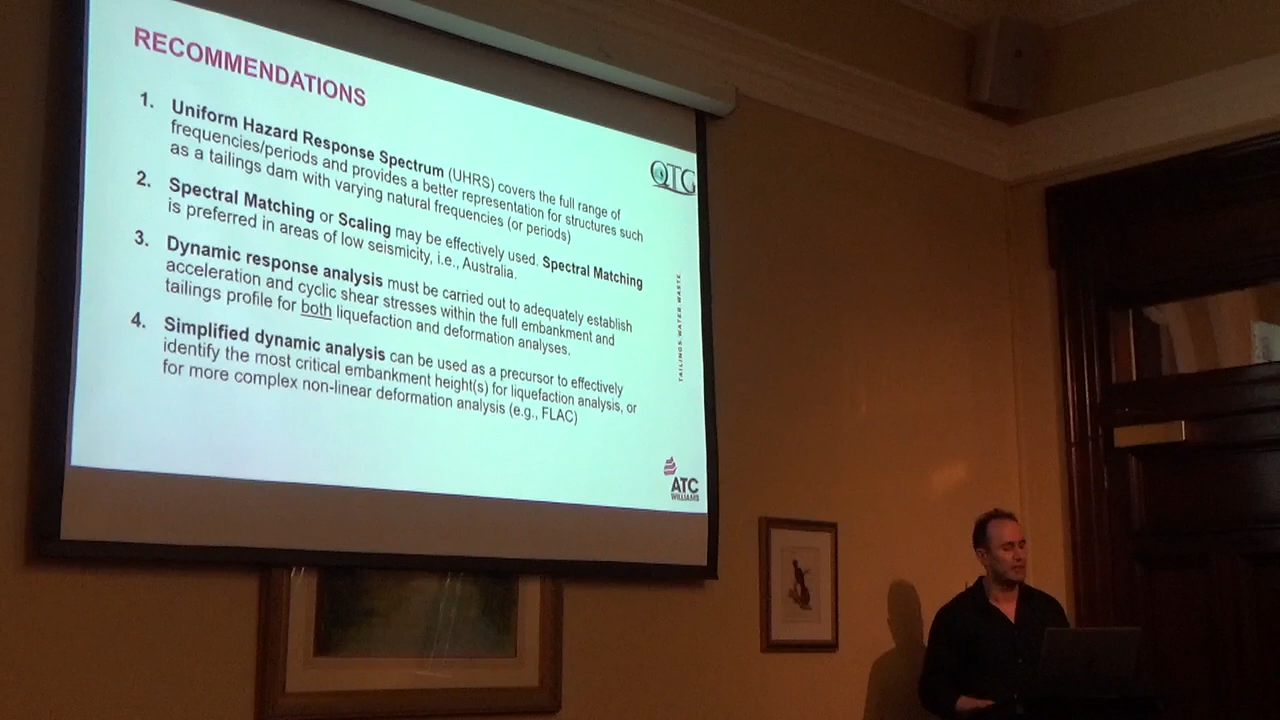 RECOMMENDATIONS
1. Uniform Hazard Response Spectrum (UHRS) covers the full range of
frequencies/periods and provides a better representation for structures such
as a tailings dam with varying natural frequencies (or periods)
2. Spectral Matching or Scaling may be effectively used. Spectral Matching
is preferred in areas of low seismicity, i.e., Australia.
3. Dynamic response analysis must be carried out to adequately establish
acceleration and cyclic shear stresses within the full embankment and
tailings profile for both liquefaction and deformation analyses.
4. Simplified dynamic analysis can be used as a precursor to effectively
identify the most critical embankment height(s) for liquefaction analysis, or
for more complex non-linear deformation analysis (e.g., FLAC)
QTG
TAILINGS. WATER. WASTE.
ATC
WILLIAMS